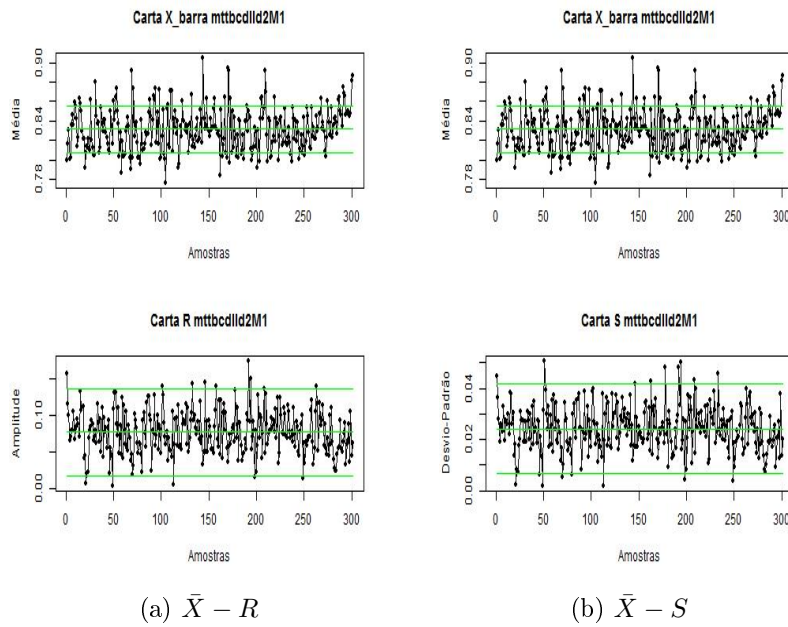 Carta X_barra mttbcdlld2M1
Média
0.78 0.84 0.90
0 50 100 150 200 250 300
Amostras
Carta X_barra mttbcdlld2M1
Média
0.78 0.84 0.90
0 50 100 150 200 250 300
Amostras
Carta R mttbcdlld2M1
Amplitude
0.00 0.10
0 50 100 150 200 250 300
Amostras
Carta S mttbcdlld2M1
Desvio-Padrão
0.00 0.02 0.04
0 50 100 150 200 250 300
Amostras
(a) X̄ − R
(b) X̄ − S